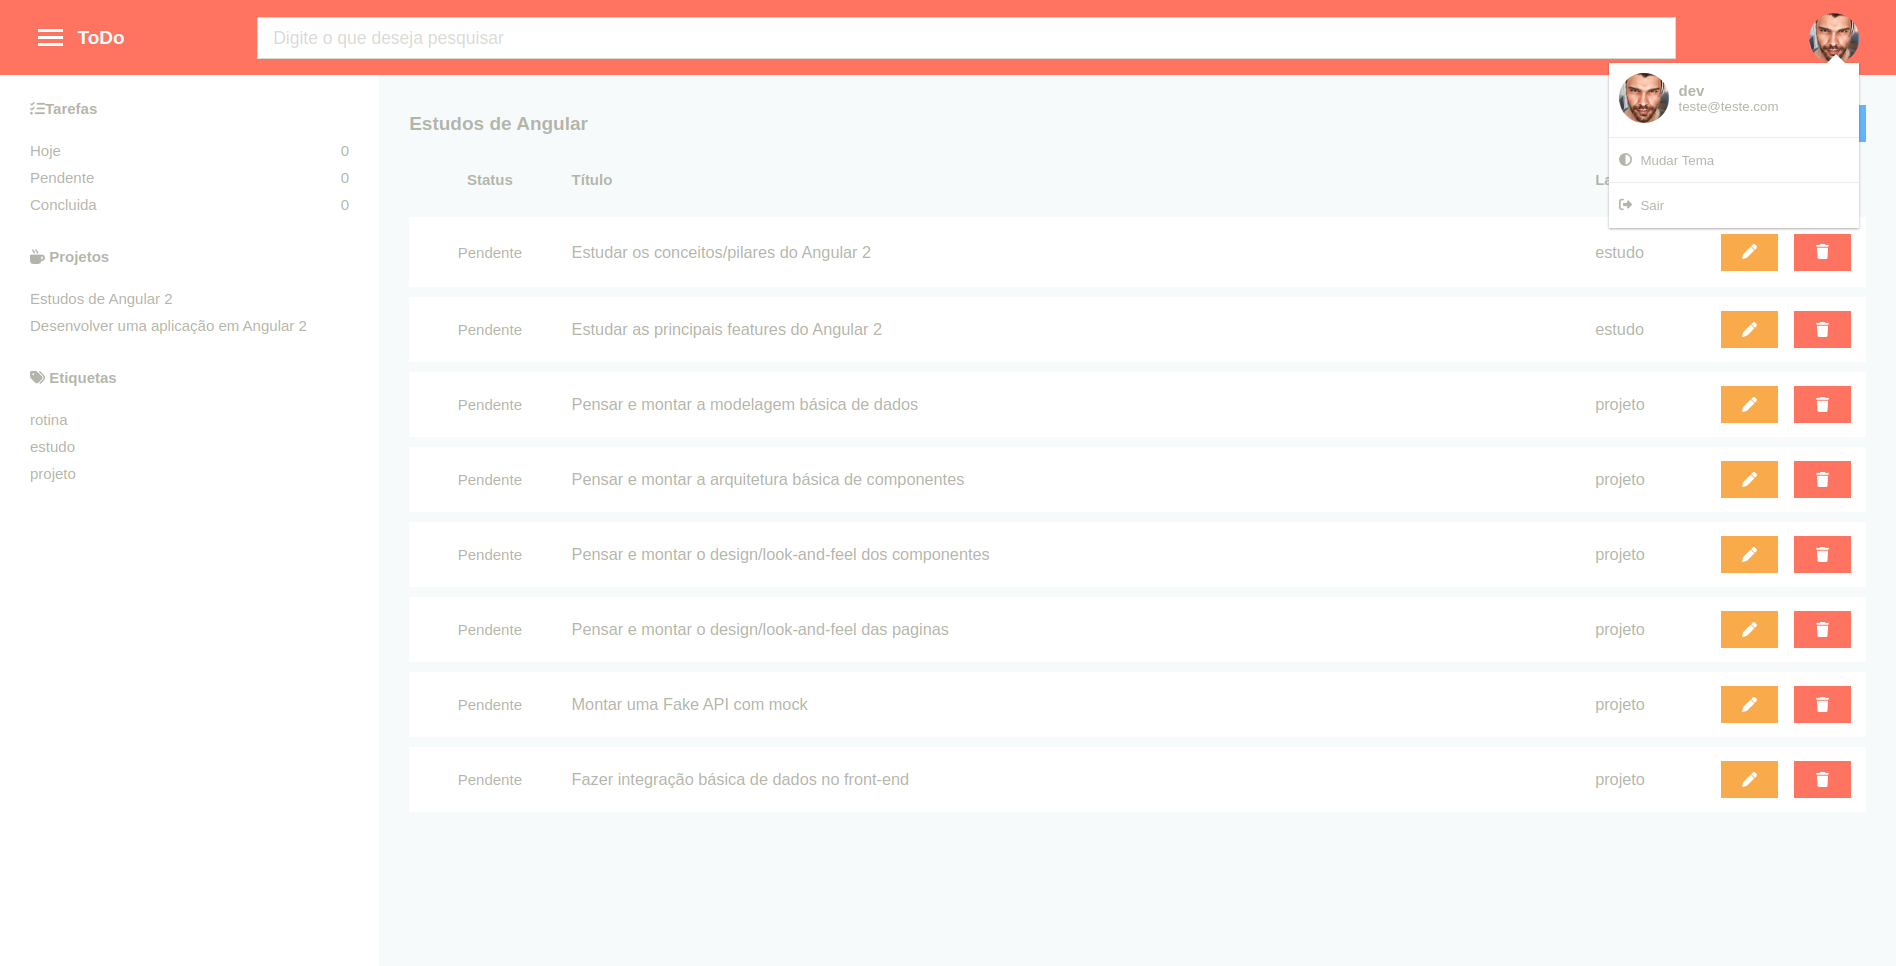 ToDo
Digite o que deseja pesquisar
dev
teste@teste.com
Mudar Tema
Sair
Tarefas
Hoje 0
Pendente 0
Concluida 0
Projetos
Estudos de Angular 2
Desenvolver uma aplicação em Angular 2
Etiquetas
rotina
estudo
projeto
Estudos de Angular
Status Título
Pendente Estudar os conceitos/pilares do Angular 2 estudo
Pendente Estudar as principais features do Angular 2 estudo
Pendente Pensar e montar a modelagem básica de dados projeto
Pendente Pensar e montar a arquitetura básica de componentes projeto
Pendente Pensar e montar o design/look-and-feel dos componentes projeto
Pendente Pensar e montar o design/look-and-feel das paginas projeto
Pendente Montar uma Fake API com mock projeto
Pendente Fazer integração básica de dados no front-end projeto